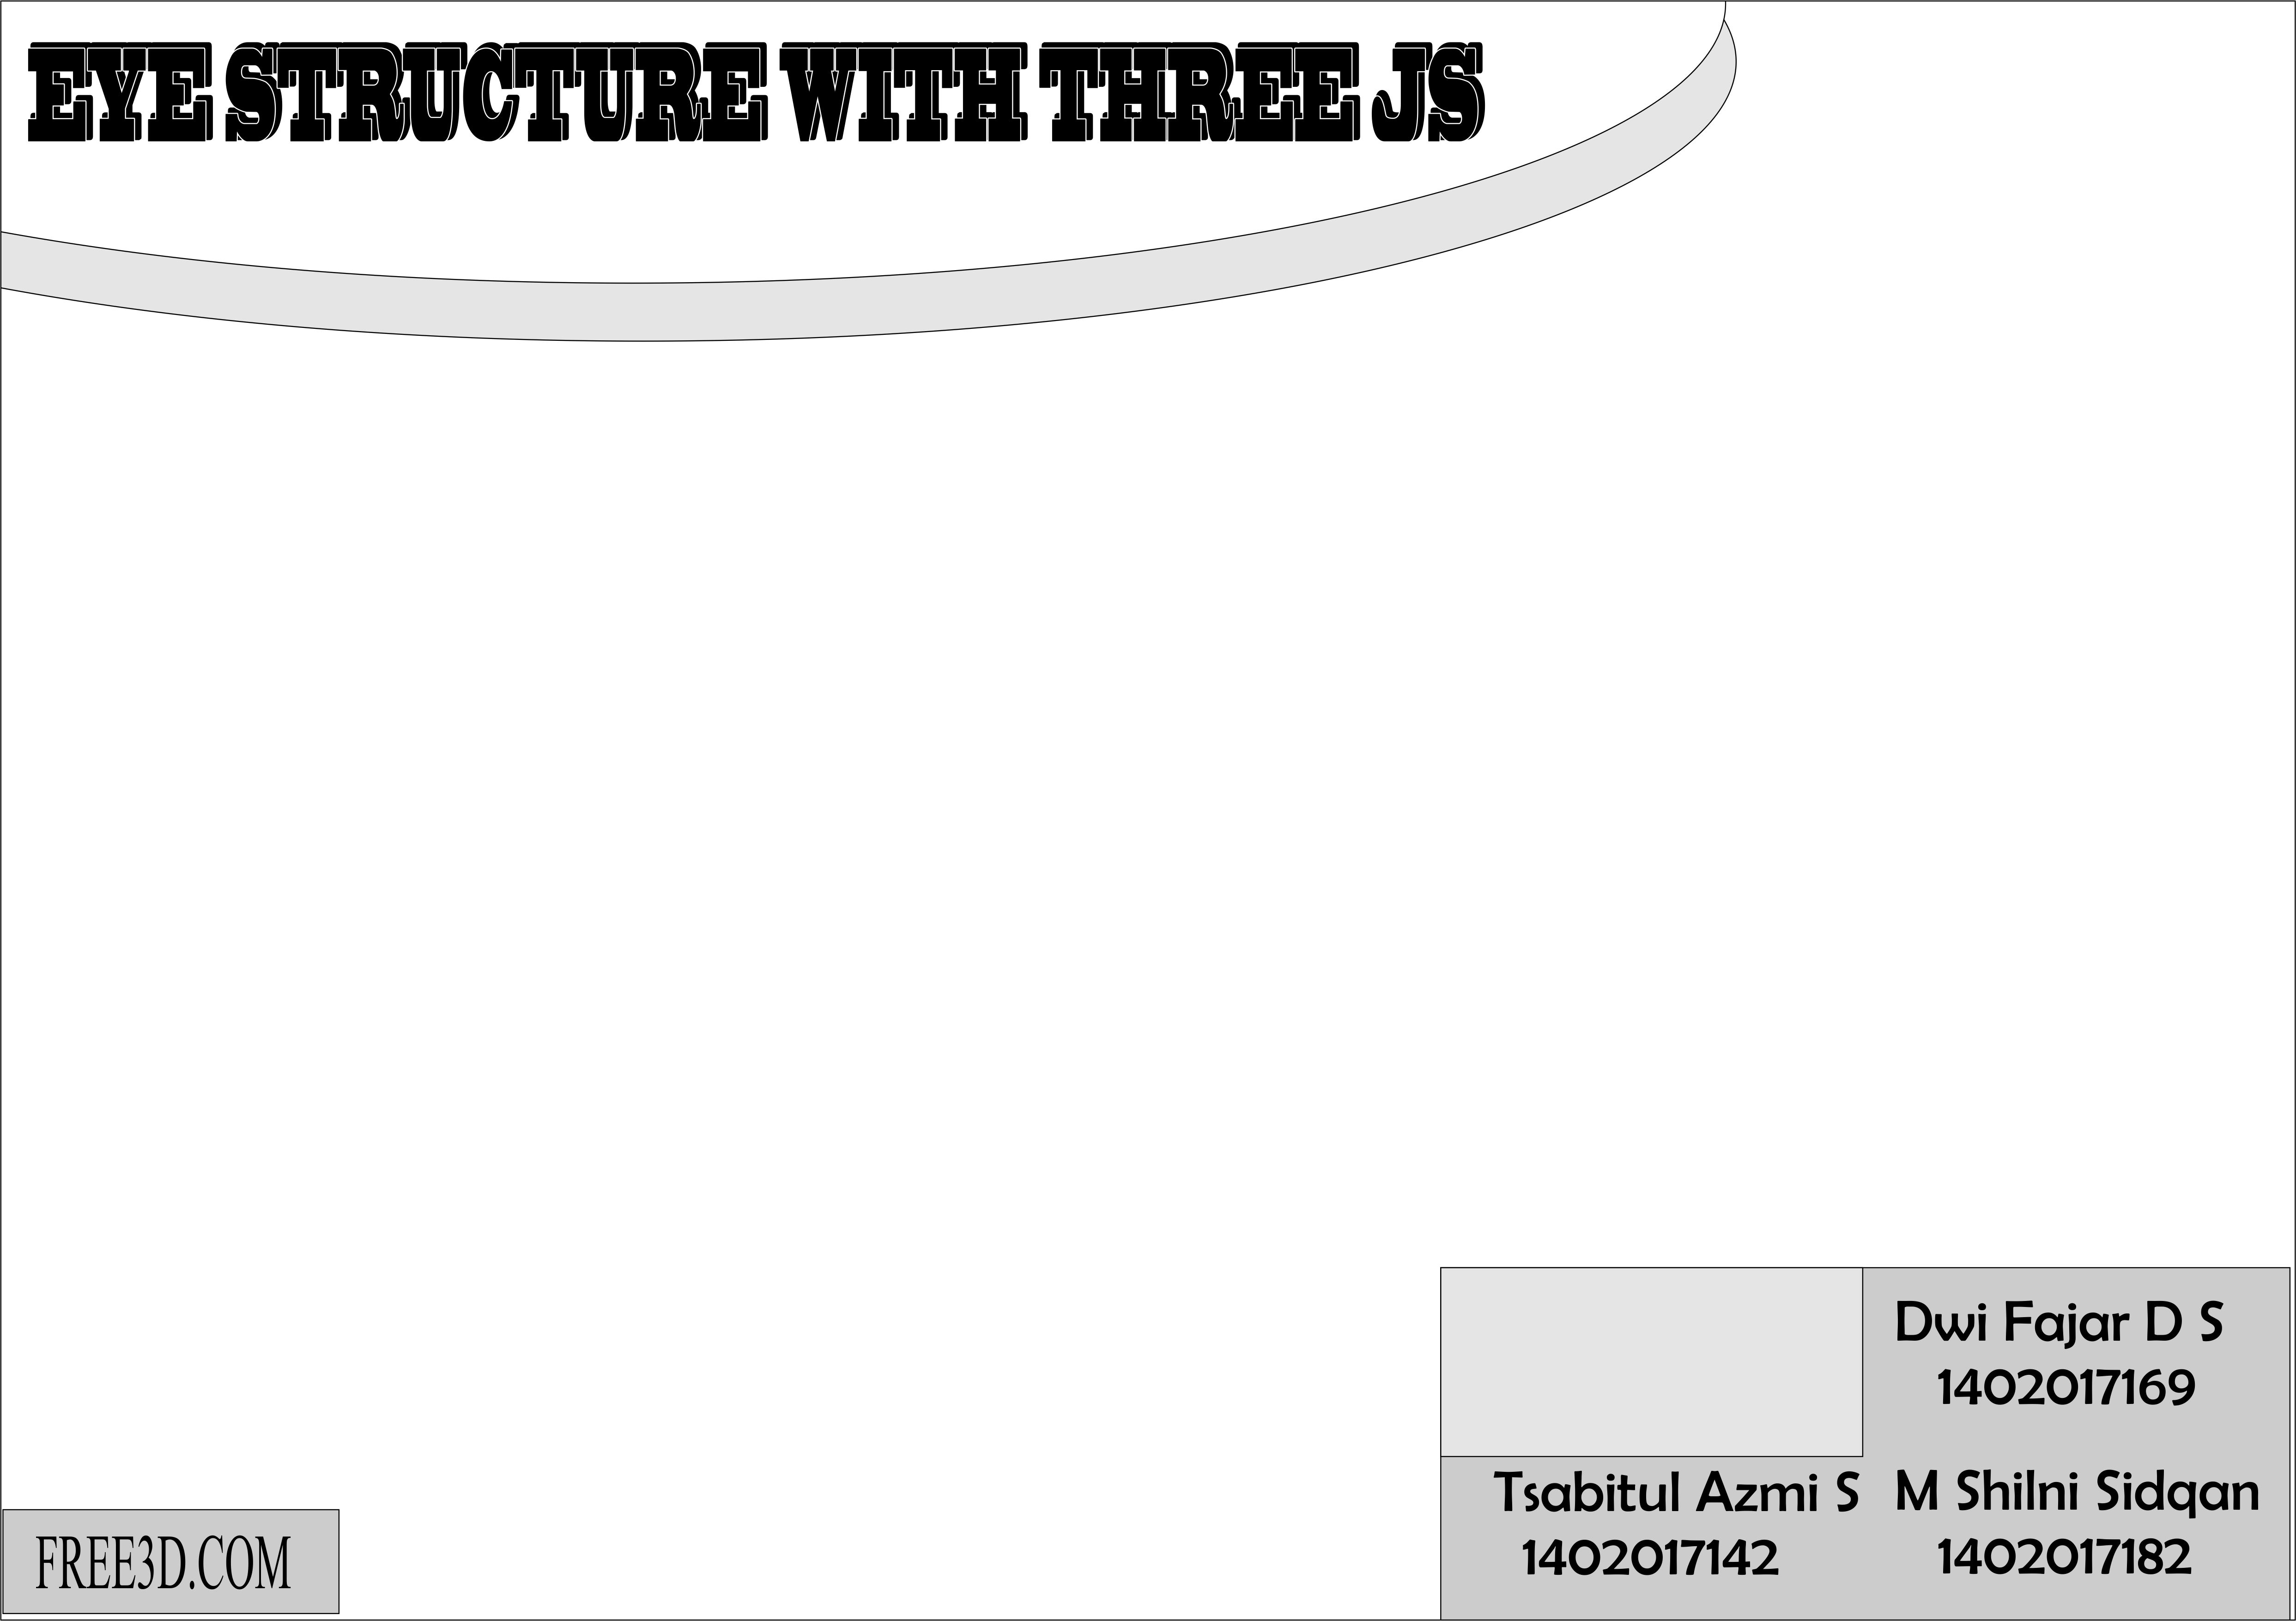 EYE STRUCTURE WITH THREE JS
Dwi Fajar D S
1402017169
Tsabitul Azmi S
1402017142
M Shilni Sidqan
1402017182
FREE3D.COM